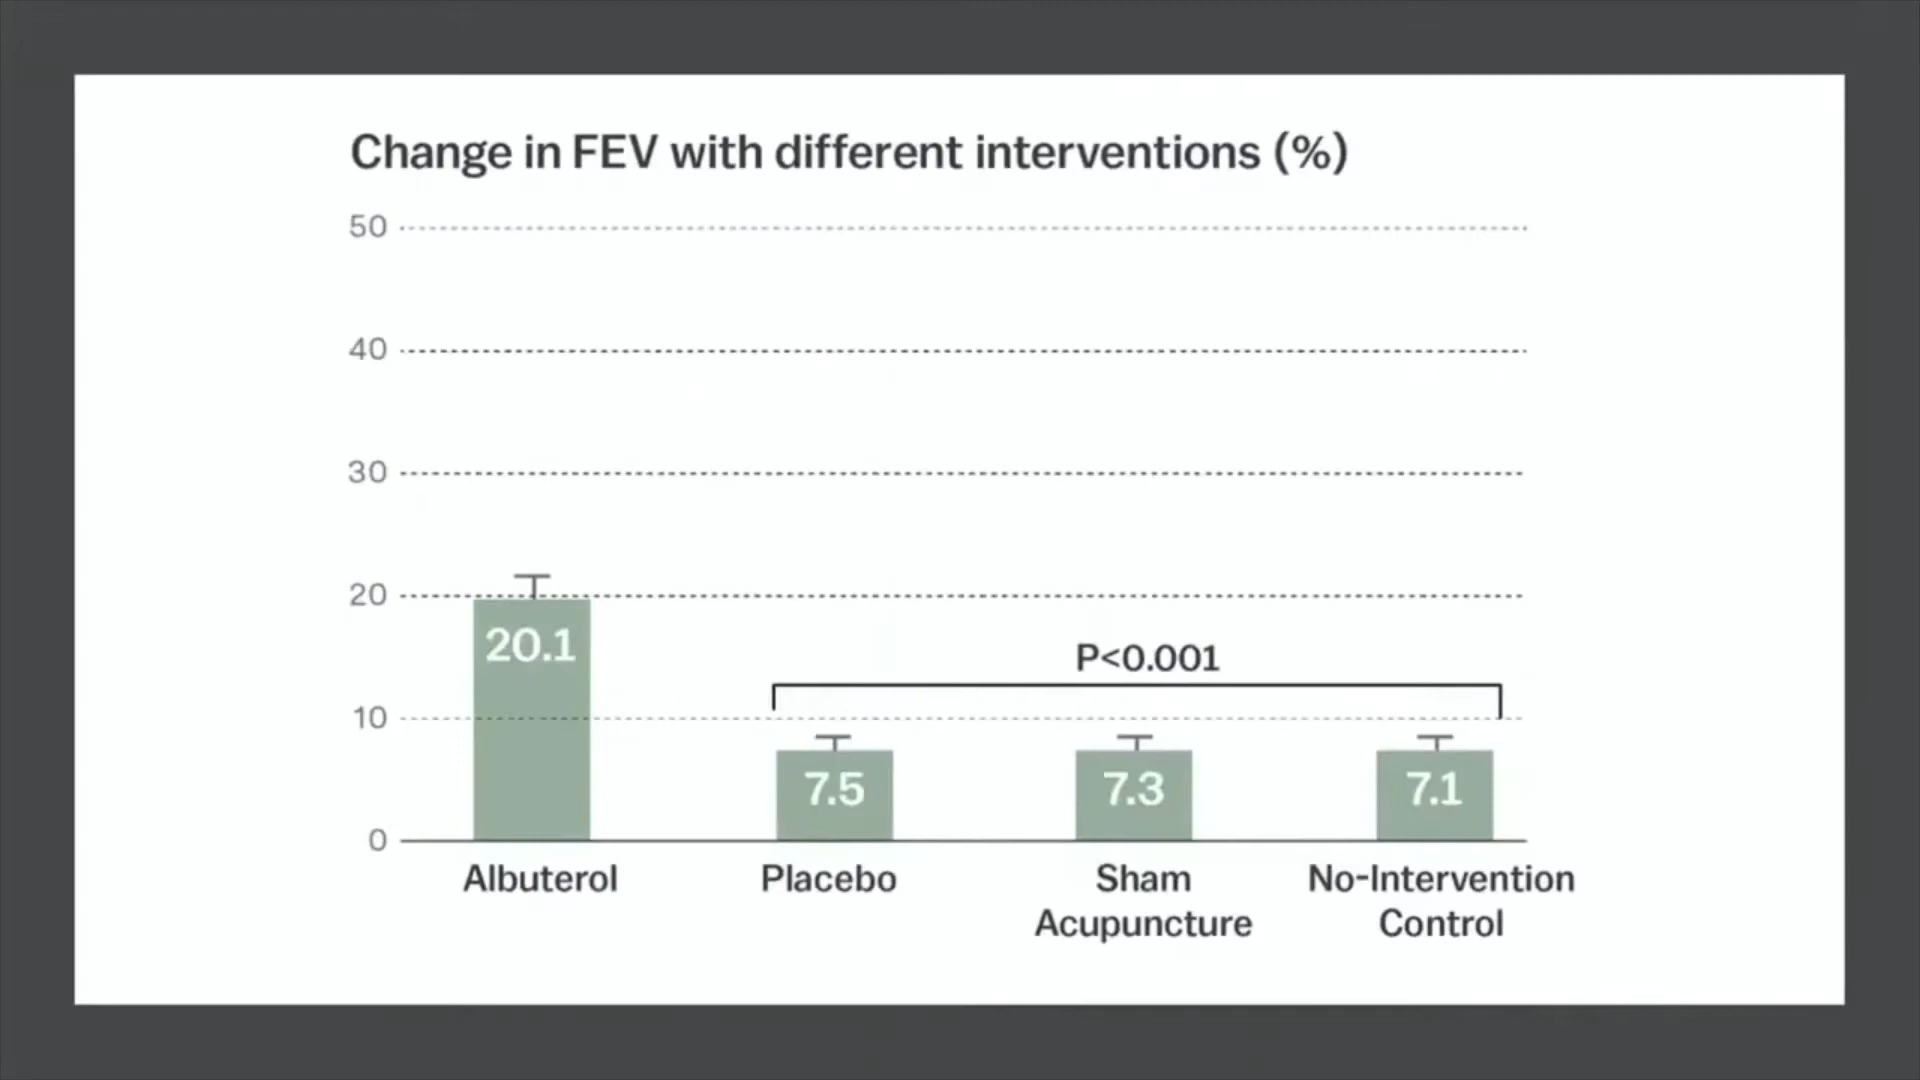 Change in FEV with different interventions (%)
50
40
30
20
10
0
20.1
P<0.001
7.5
7.3
7.1
Albuterol
Placebo
Sham
Acupuncture
No-Intervention
Control